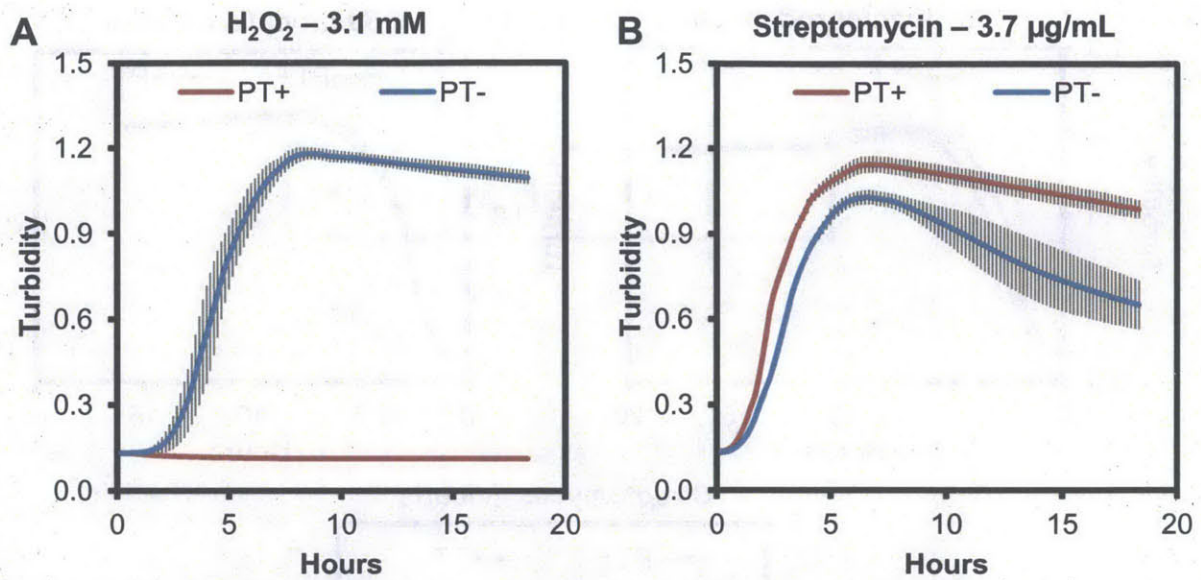 A
H₂O₂ – 3.1 mM
1.5
PT+ PT-
1.2
0.9
0.6
0.3
0.0
0 5 10 15 20
Turbidity
Hours
B
Streptomycin – 3.7 µg/mL
1.5
PT+ PT-
1.2
0.9
0.6
0.3
0.0
0 5 10 15 20
Turbidity
Hours